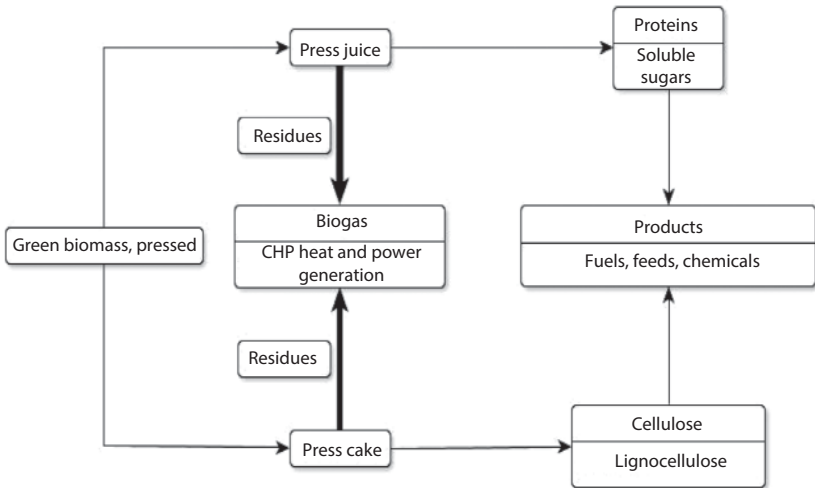 Press juice
Proteins
Soluble
sugars
Residues
Green biomass, pressed
Biogas
CHP heat and power
generation
Products
Fuels, feeds, chemicals
Residues
Press cake
Cellulose
Lignocellulose